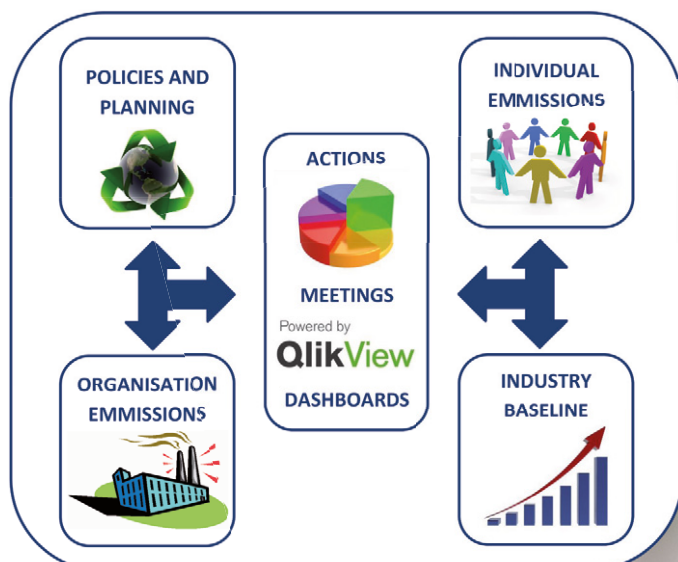 POLICIES AND
PLANNING
INDIVIDUAL
EMMISSIONS
ACTIONS
MEETINGS
Powered by
QlikView
DASHBOARDS
ORGANISATION
EMMISSIONS
INDUSTRY
BASELINE